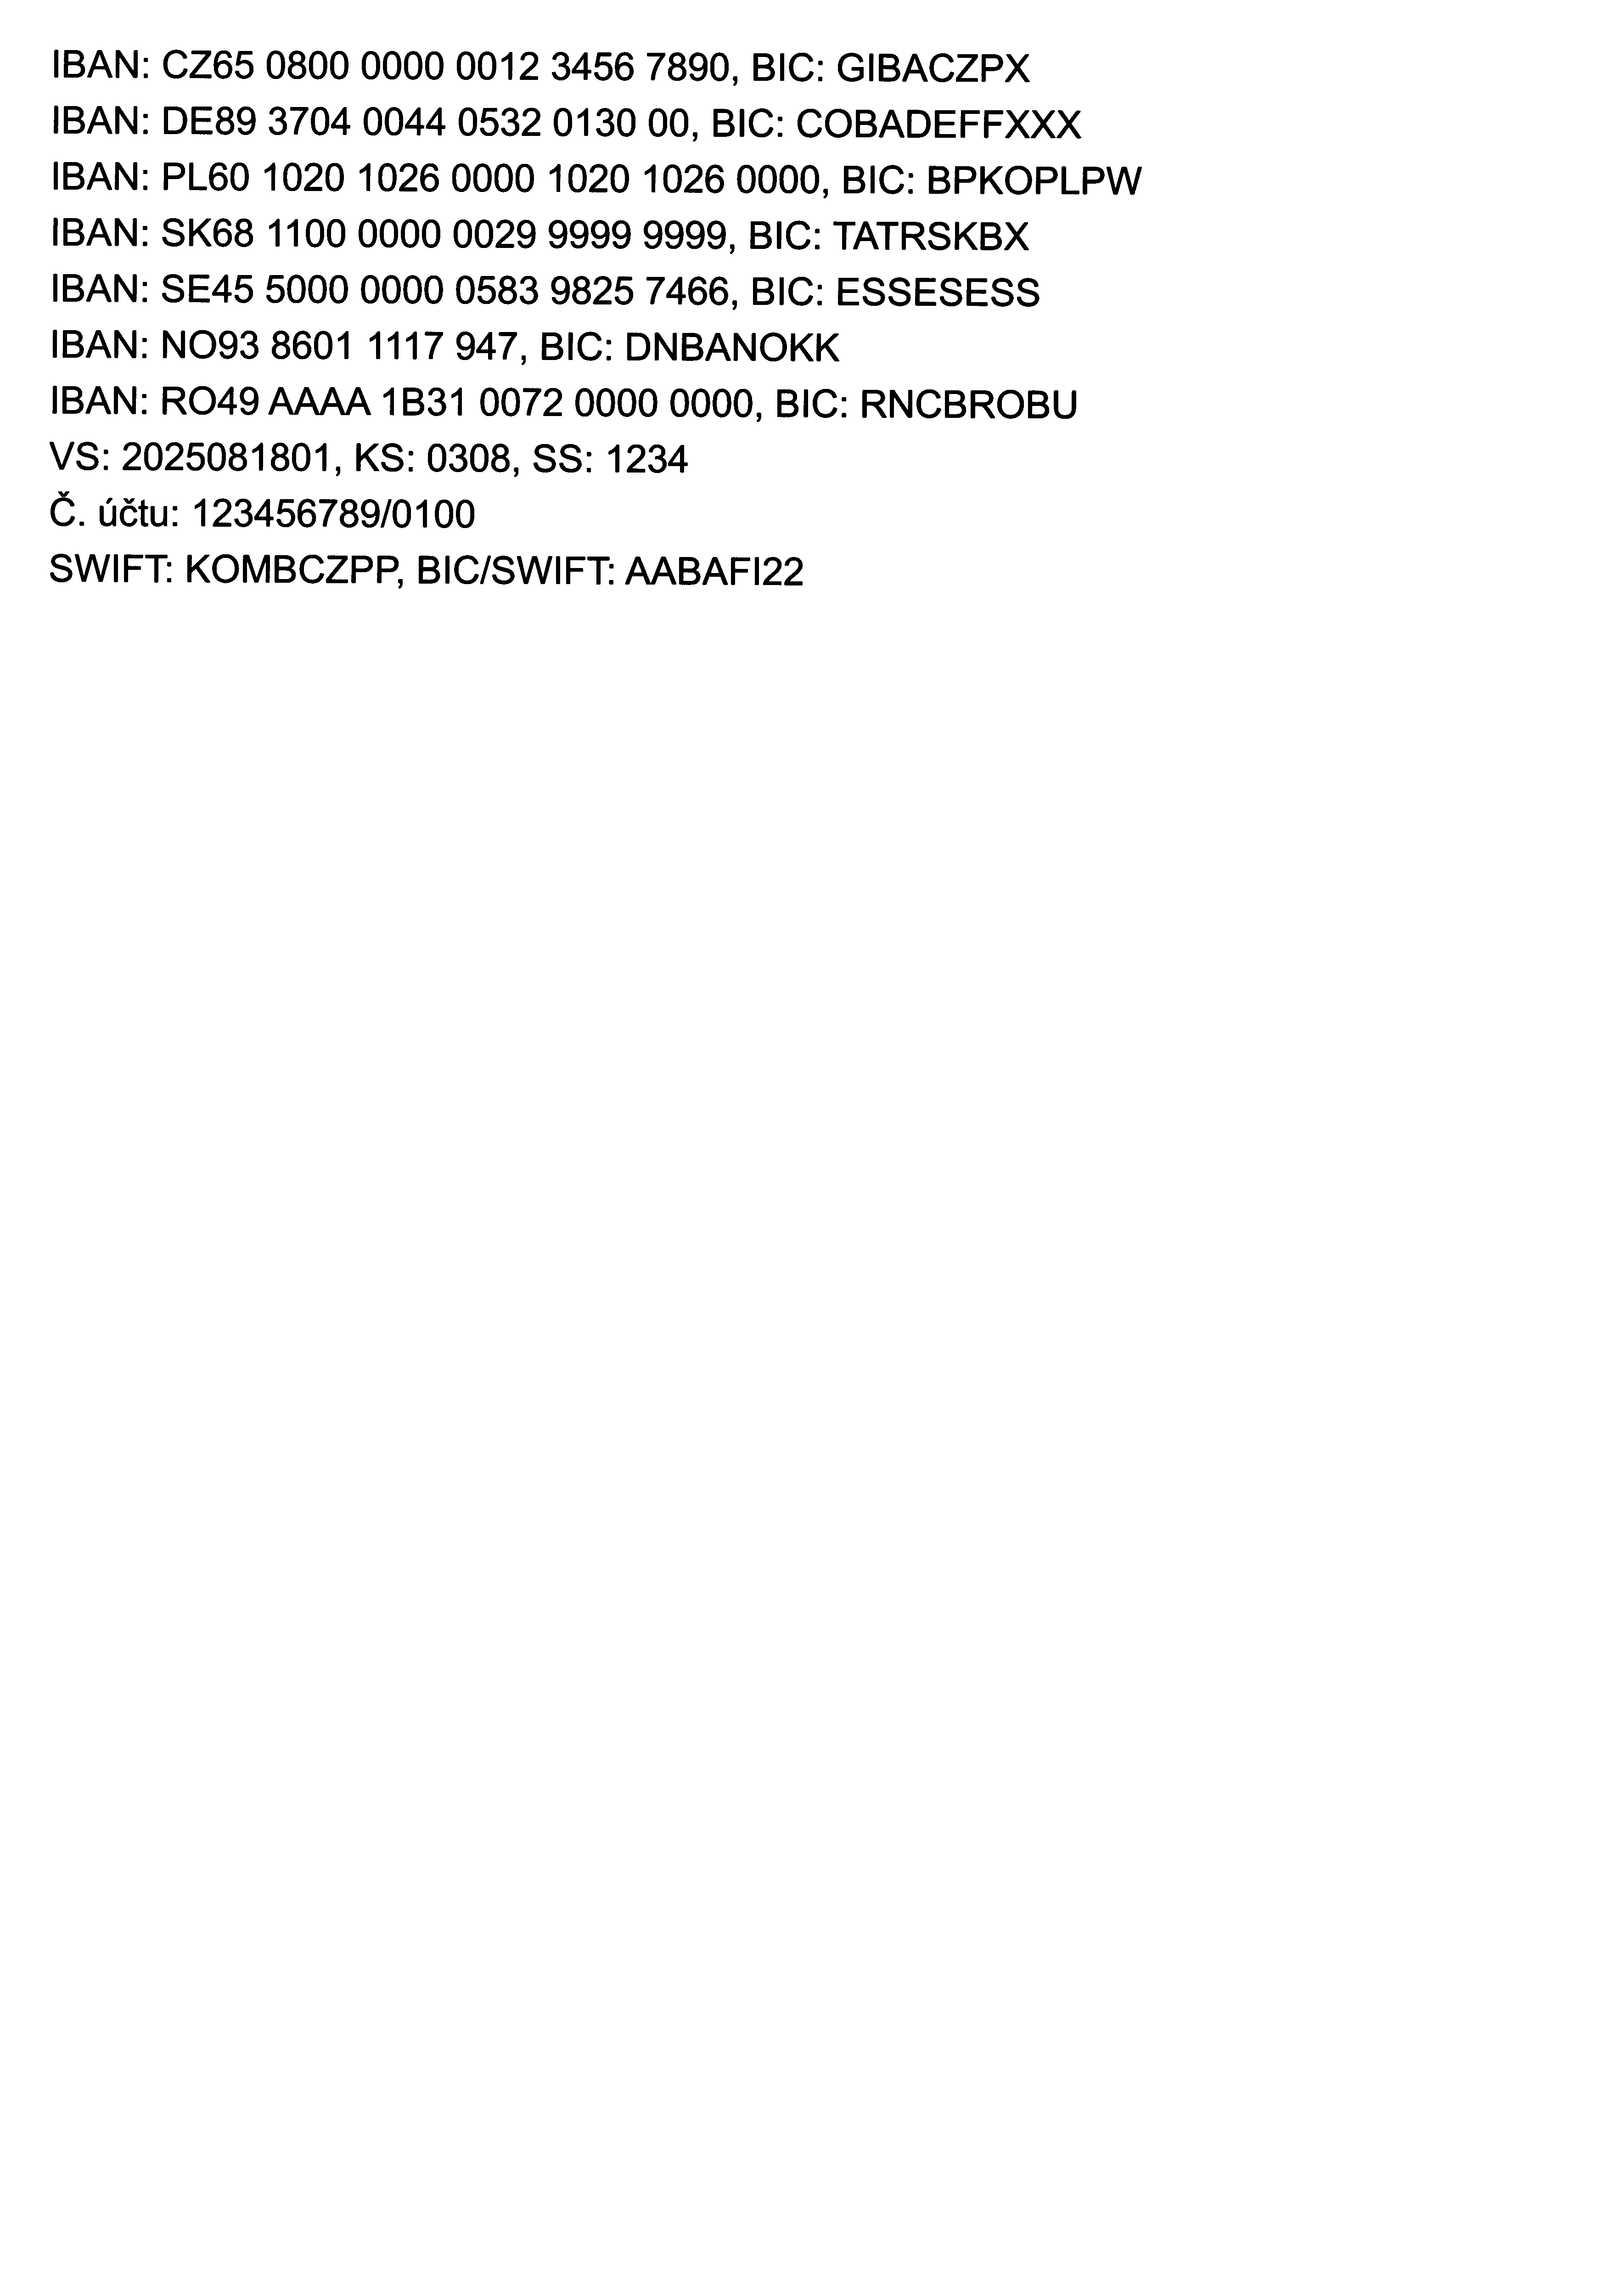 IBAN: CZ65 0800 0000 0012 3456 7890, BIC: GIBACZPX
IBAN: DE89 3704 0044 0532 0130 00, BIC: COBADEFFXXX
IBAN: PL60 1020 1026 0000 1020 1026 0000, BIC: BPKOPLPW
IBAN: SK68 1100 0000 0029 9999 9999, BIC: TATRSKBX
IBAN: SE45 5000 0000 0583 9825 7466, BIC: ESSESESS
IBAN: NO93 8601 1117 947, BIC: DNBANOKK
IBAN: RO49 AAAA 1B31 0072 0000 0000, BIC: RNCBROBU
VS: 2025081801, KS: 0308, SS: 1234
Č. účtu: 123456789/0100
SWIFT: KOMBCZPP, BIC/SWIFT: AABAFI22